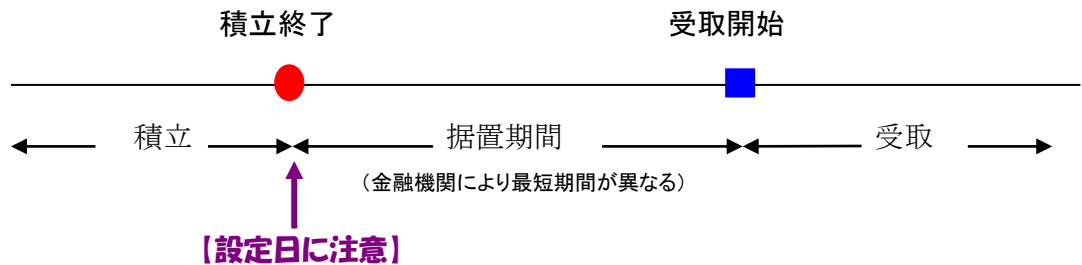 積立終了 受取開始
積立 据置期間 受取
（金融機関により最短期間が異なる）
【設定日に注意】